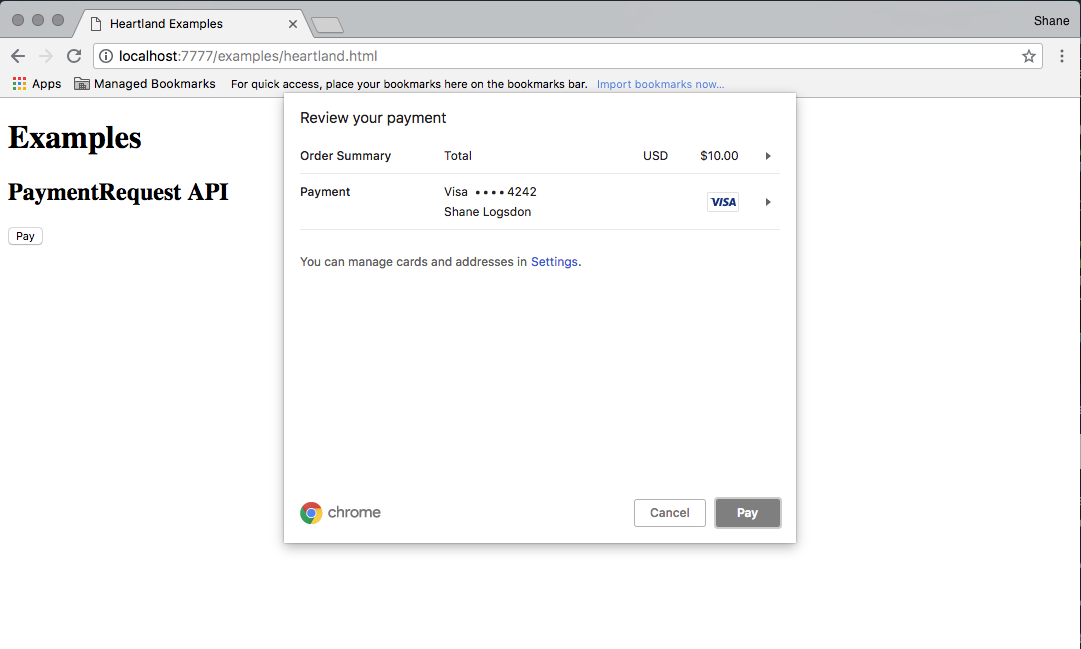 Heartland Examples
Shane
localhost:7777/examples/heartland.html
Apps Managed Bookmarks For quick access, place your bookmarks here on the bookmarks bar. Import bookmarks now...
Examples
PaymentRequest API
Pay
Review your payment
Order Summary Total USD $10.00
Payment Visa •••• 4242 VISA
Shane Logsdon
You can manage cards and addresses in Settings.
chrome Cancel Pay